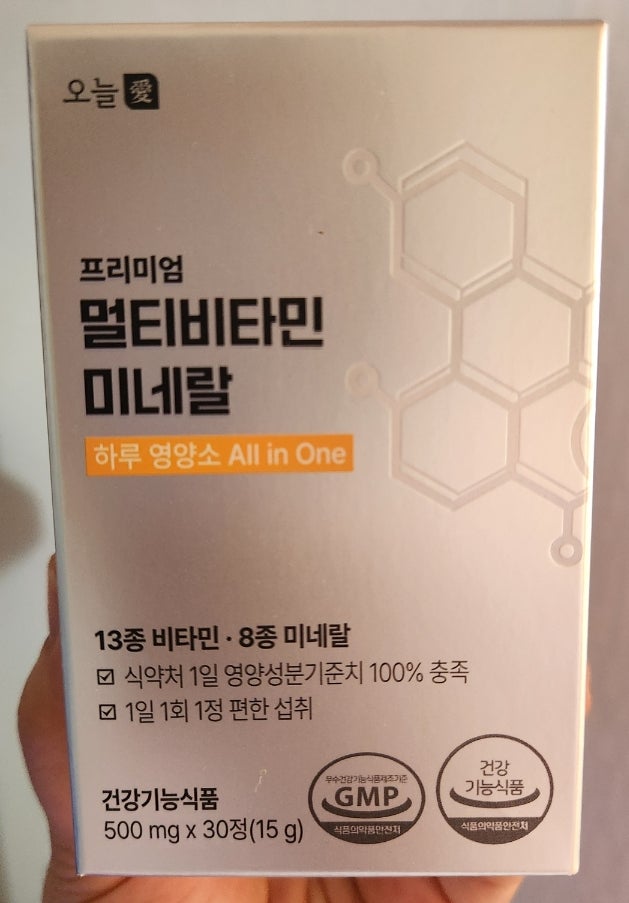 오늘 愛
프리미엄
멀티비타민
미네랄
하루 영양소 All in One
13종 비타민 · 8종 미네랄
☑ 식약처 1일 영양성분기준치 100% 충족
☑ 1일 1회 1정 편한 섭취
건강기능식품
500 mg x 30정(15 g)
우수건강기능식품제조기준
GMP
식품의약품안전처
건강
기능식품
식품의약품안전처